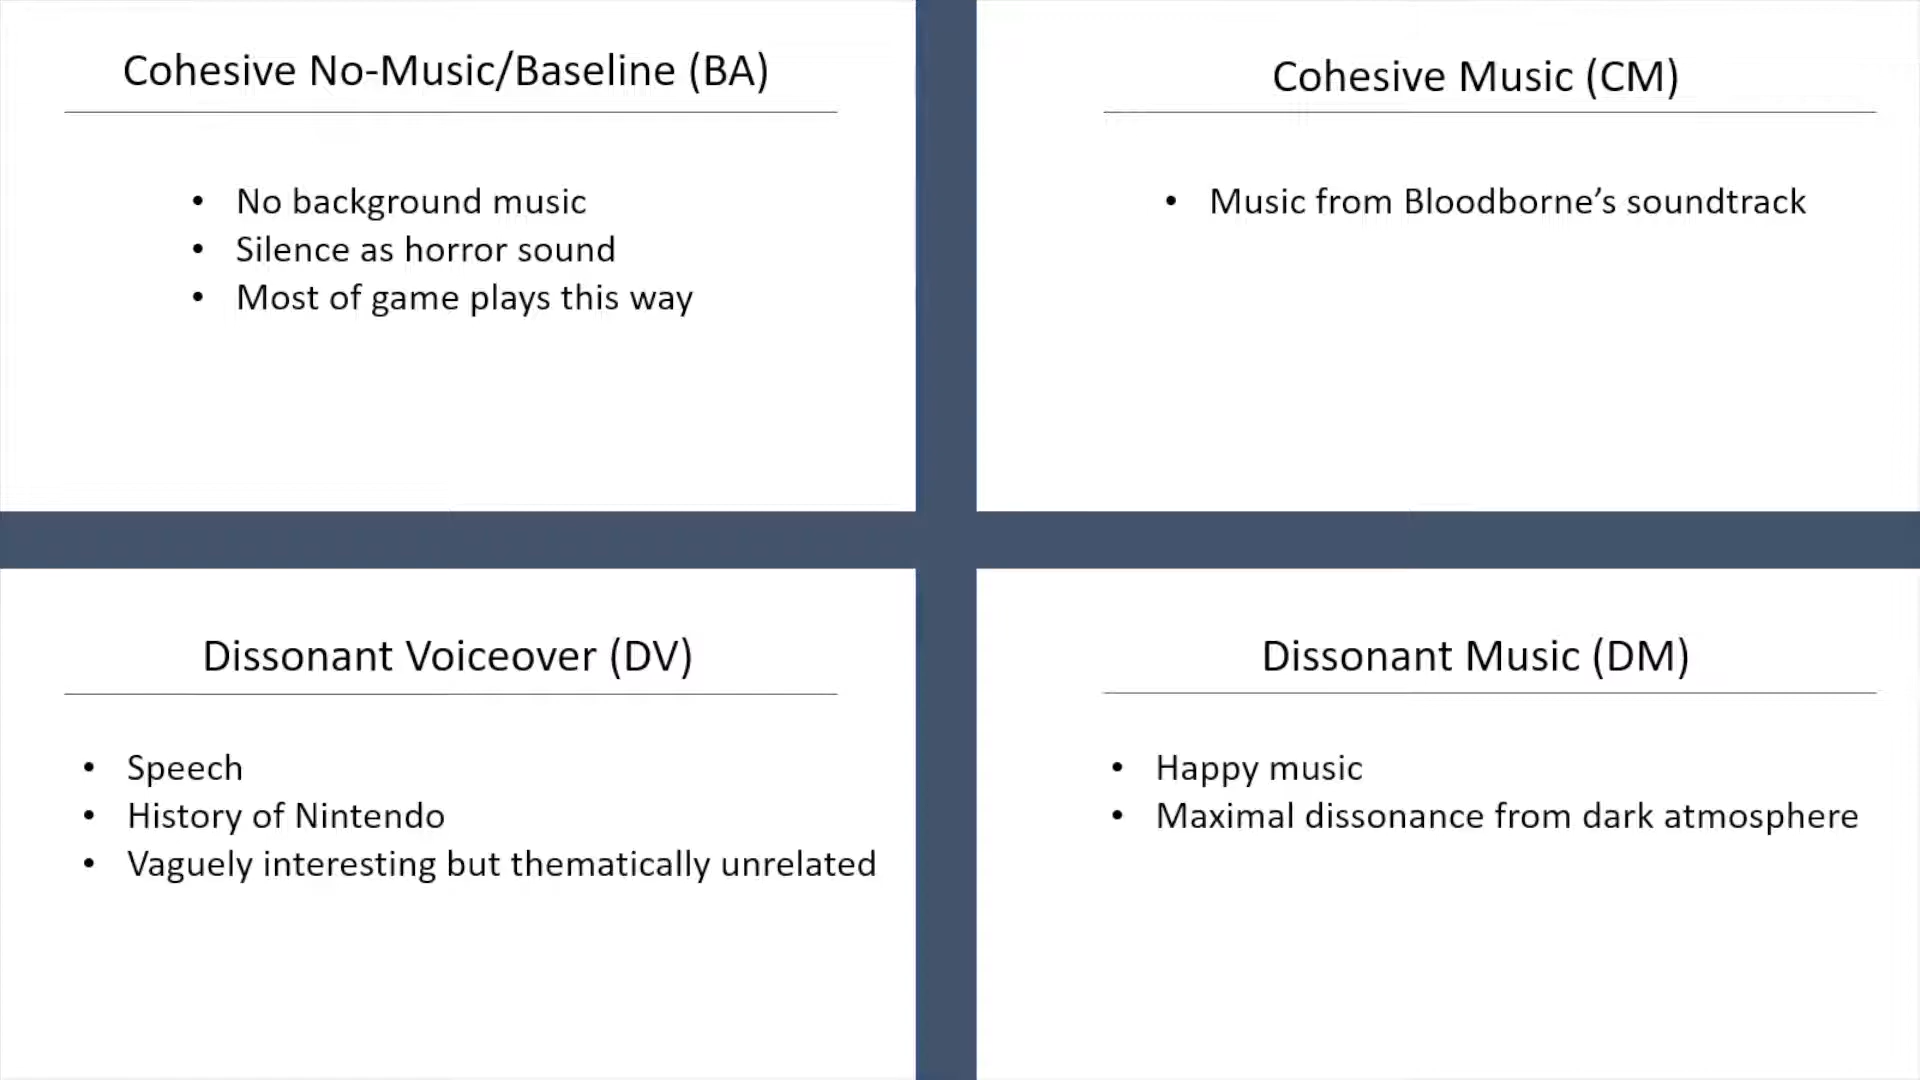 Cohesive No-Music/Baseline (BA)
• No background music
• Silence as horror sound
• Most of game plays this way
Cohesive Music (CM)
• Music from Bloodborne’s soundtrack
Dissonant Voiceover (DV)
• Speech
• History of Nintendo
• Vaguely interesting but thematically unrelated
Dissonant Music (DM)
• Happy music
• Maximal dissonance from dark atmosphere